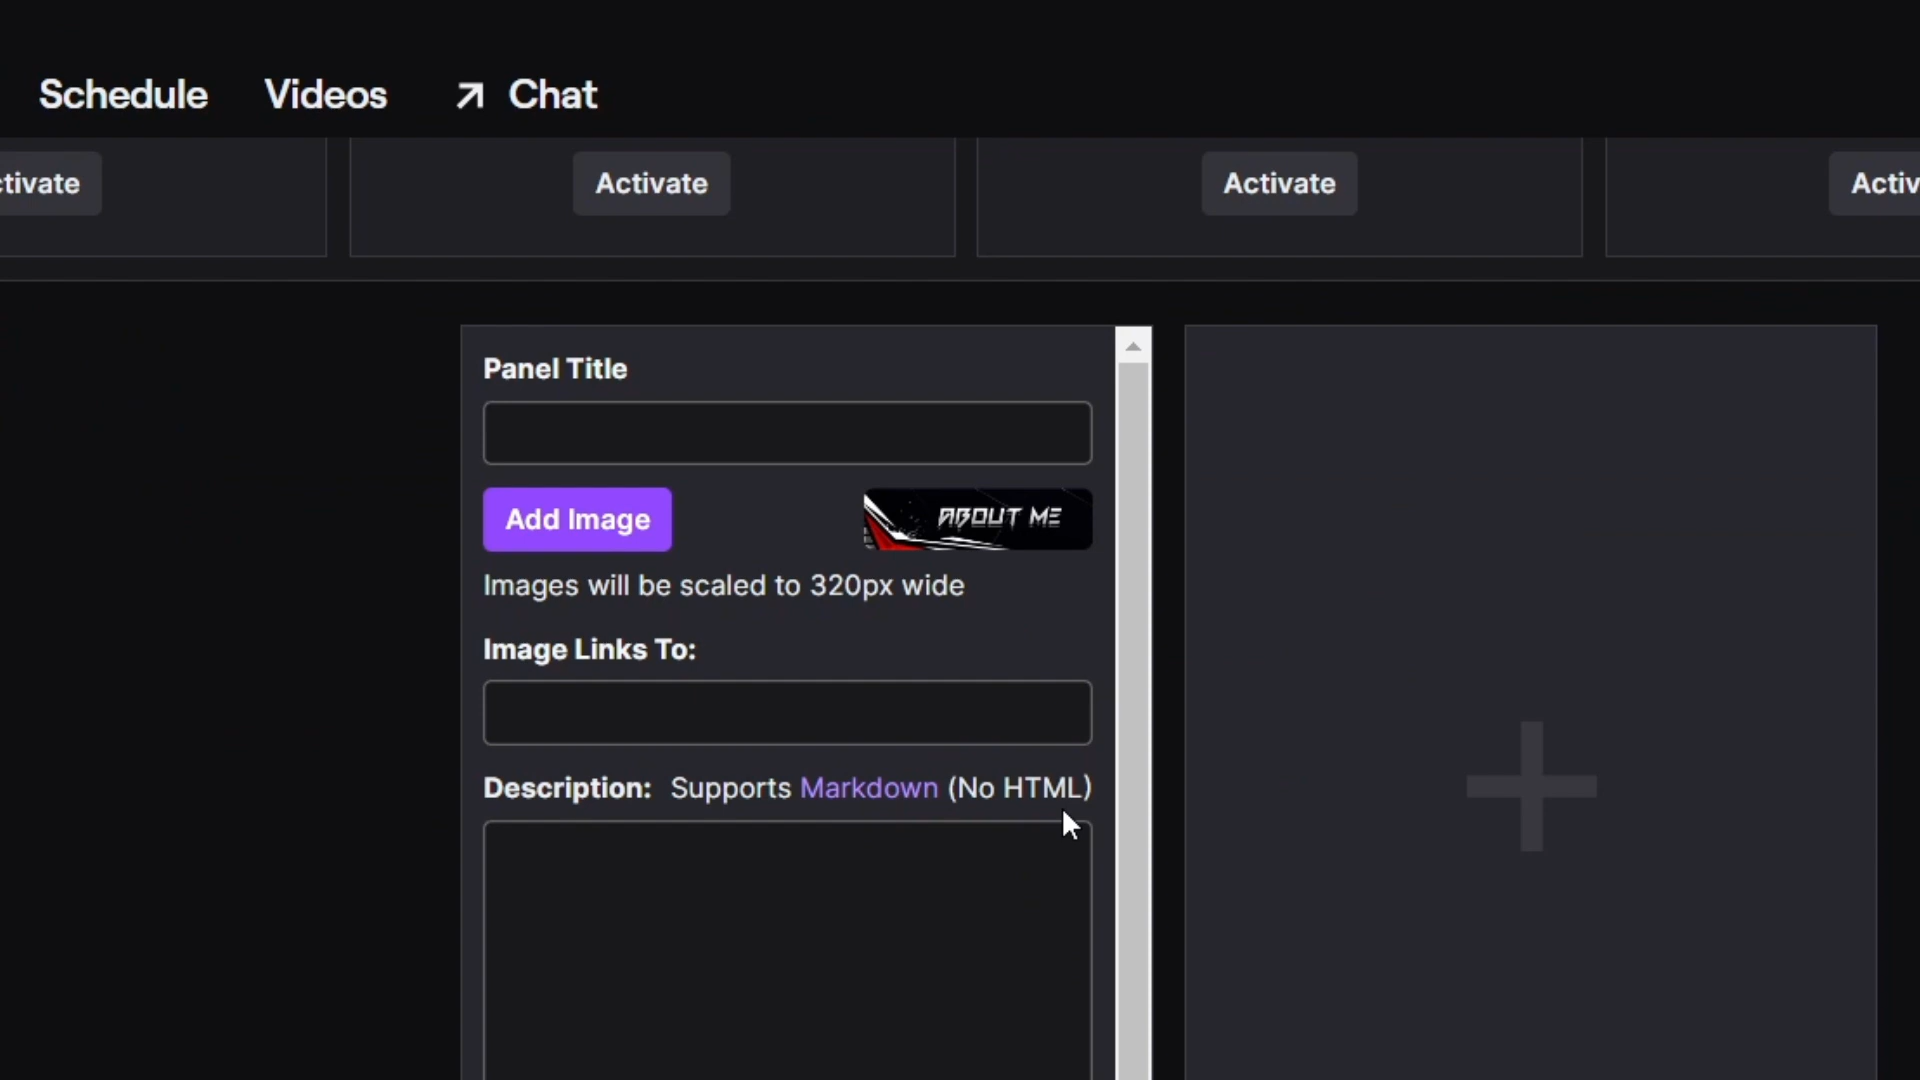 Schedule Videos Chat
ctivate Activate Activate Activ
Panel Title
Add Image ABOUT ME
Images will be scaled to 320px wide
Image Links To:
Description: Supports Markdown (No HTML)